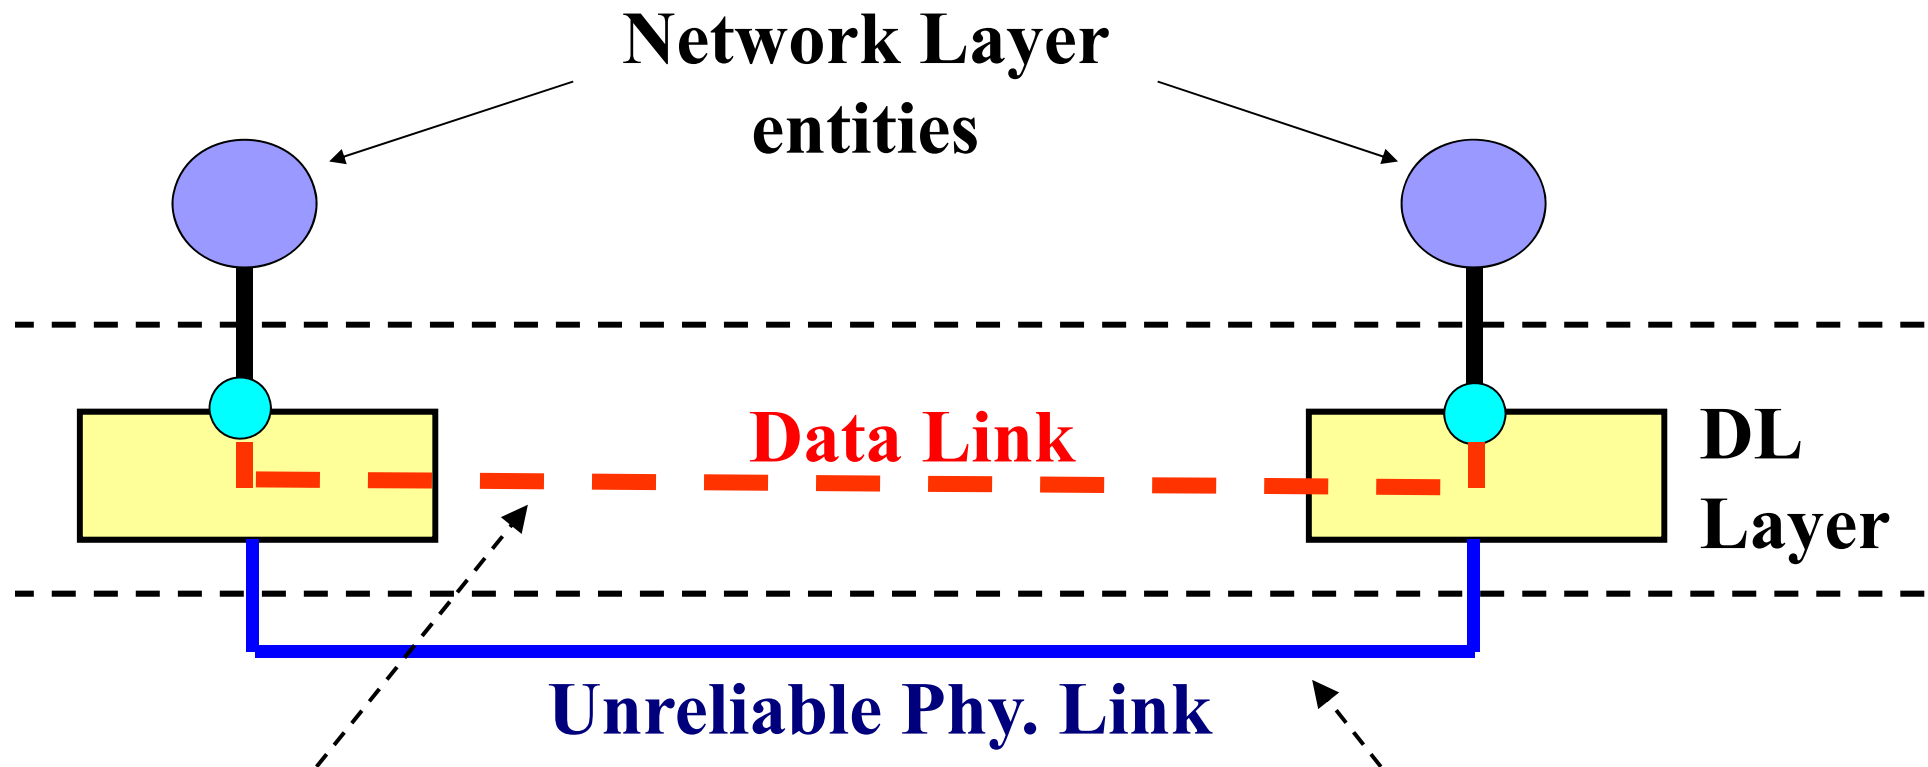 Network Layer
entities
Data Link
DL
Layer
Unreliable Phy. Link